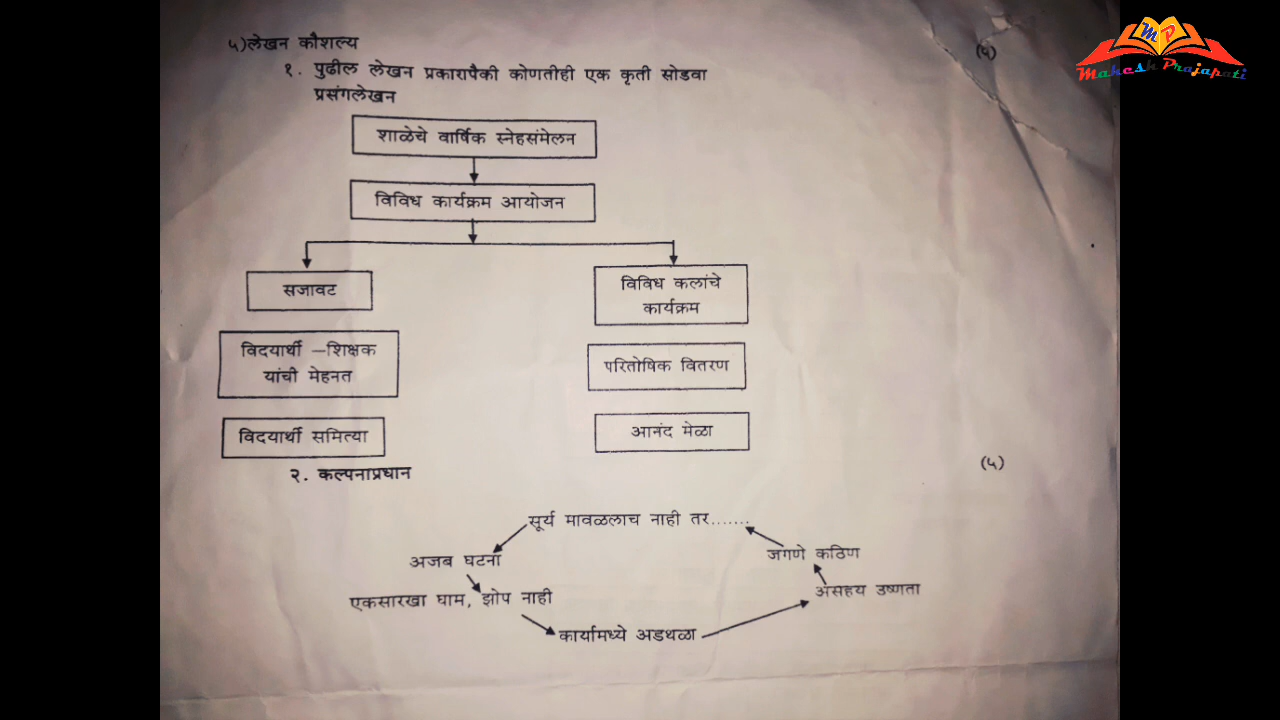 ५)लेखन कौशल्य
(५)
Mahesh Prajapati
MP
१. पुढील लेखन प्रकारापैकी कोणतीही एक कृती सोडवा
प्रसंगलेखन
शाळेचे वार्षिक स्नेहसंमेलन
विविध कार्यक्रम आयोजन
सजावट
विविध कलांचे
कार्यक्रम
विदयार्थी –शिक्षक
यांची मेहनत
परितोषिक वितरण
विदयार्थी समित्या
आनंद मेळा
२. कल्पनाप्रधान
(५)
सूर्य मावळलाच नाही तर.......
अजब घटना
जगणे कठिण
एकसारखा घाम, झोप नाही
असहय उष्णता
कार्यामध्ये अडथळा